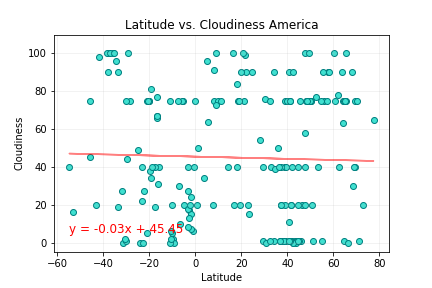 Latitude vs. Cloudiness America
100
80
60
40
20
0
Cloudiness
y = -0.03x + 45.45
−60 −40 −20 0 20 40 60 80
Latitude